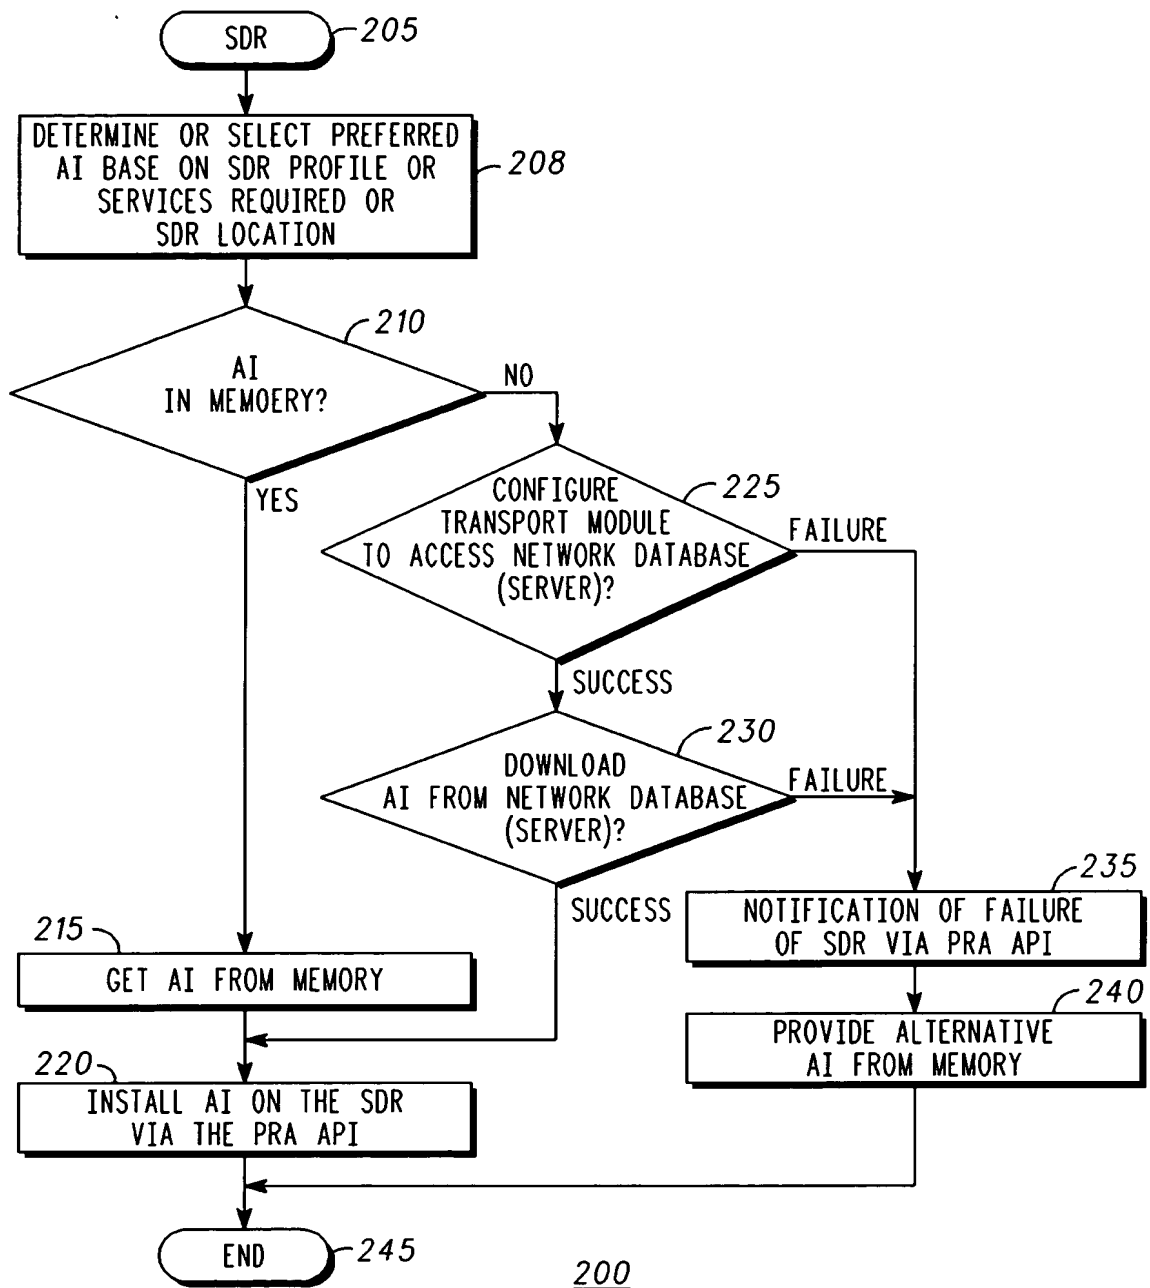 SDR
205
DETERMINE OR SELECT PREFERRED
AI BASE ON SDR PROFILE OR
SERVICES REQUIRED OR
SDR LOCATION
208
210
AI
IN MEMOERY?
NO
YES
225
CONFIGURE
TRANSPORT MODULE
TO ACCESS NETWORK DATABASE
(SERVER)?
FAILURE
SUCCESS
230
DOWNLOAD
AI FROM NETWORK DATABASE
(SERVER)?
FAILURE
SUCCESS
235
NOTIFICATION OF FAILURE
OF SDR VIA PRA API
215
GET AI FROM MEMORY
240
PROVIDE ALTERNATIVE
AI FROM MEMORY
220
INSTALL AI ON THE SDR
VIA THE PRA API
END
245
200